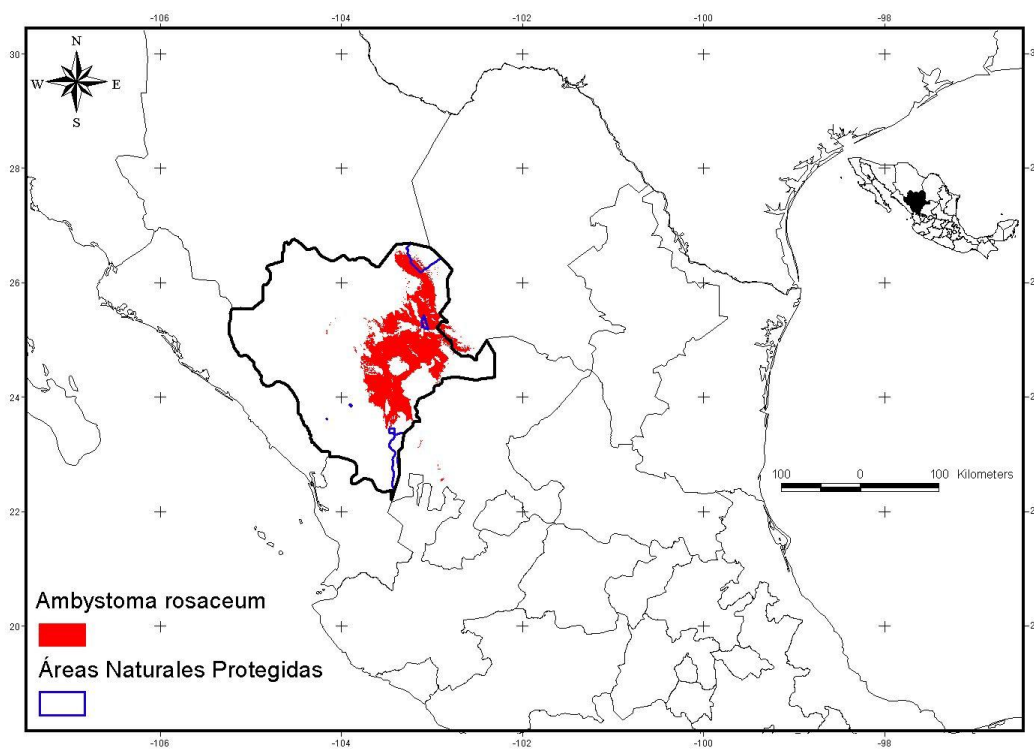 -106 -104 -102 -100 -98
30
N
W E
S
28
26
24
100 0 100 Kilometers
22
Ambystoma rosaceum
20
Áreas Naturales Protegidas
-106 -104 -102 -100 -98